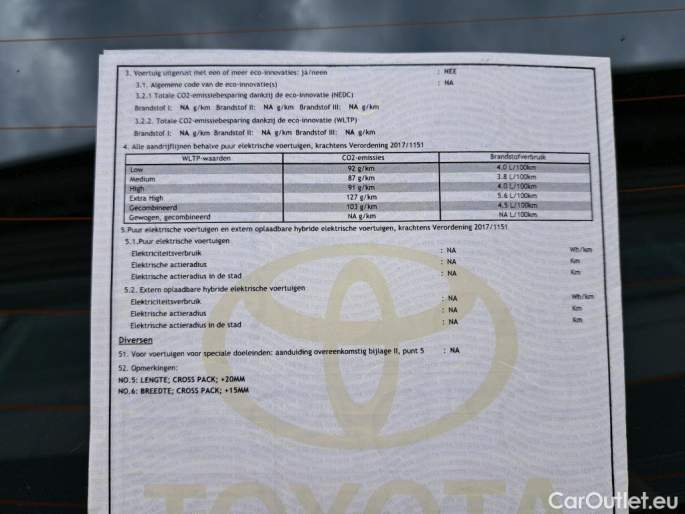 3. Voertuig uitgerust met een of meer eco-innovaties: ja/neen : NEE
3.1. Algemene code van de eco-innovatie(s) : NA
3.2.1 Totale CO2-emissiebesparing dankzij de eco-innovatie (NEDC)
Brandstof I: NA g/km Brandstof II: NA g/km Brandstof III: NA g/km
3.2.2. Totale CO2-emissiebesparing dankzij de eco-innovatie (WLTP)
Brandstof I: NA g/km Brandstof II: NA g/km Brandstof III: NA g/km
4. Alle aandrijflijnen behalve puur elektrische voertuigen, krachtens Verordening 2017/1151
WLTP-waarden CO2-emissies Brandstofverbruik
Low 92 g/km 4.0 L/100km
Medium 87 g/km 3.8 L/100km
High 91 g/km 4.0 L/100km
Extra High 127 g/km 5.6 L/100km
Gecombineerd 103 g/km 4.5 L/100km
Gewogen, gecombineerd NA g/km NA L/100km
5.Puur elektrische voertuigen en extern oplaadbare hybride elektrische voertuigen, krachtens Verordening 2017/1151
5.1.Puur elektrische voertuigen
Elektriciteitsverbruik : NA Wh/km
Elektrische actieradius : NA Km
Elektrische actieradius in de stad : NA Km
5.2. Extern oplaadbare hybride elektrische voertuigen
Elektriciteitsverbruik : NA Wh/km
Elektrische actieradius : NA Km
Elektrische actieradius in de stad : NA Km
Diversen
51. Voor voertuigen voor speciale doeleinden: aanduiding overeenkomstig bijlage II, punt 5 : NA
52. Opmerkingen:
NO.5: LENGTE; CROSS PACK; +20MM
NO.6: BREEDTE; CROSS PACK; +15MM
TOYOTA
CarOutlet.eu